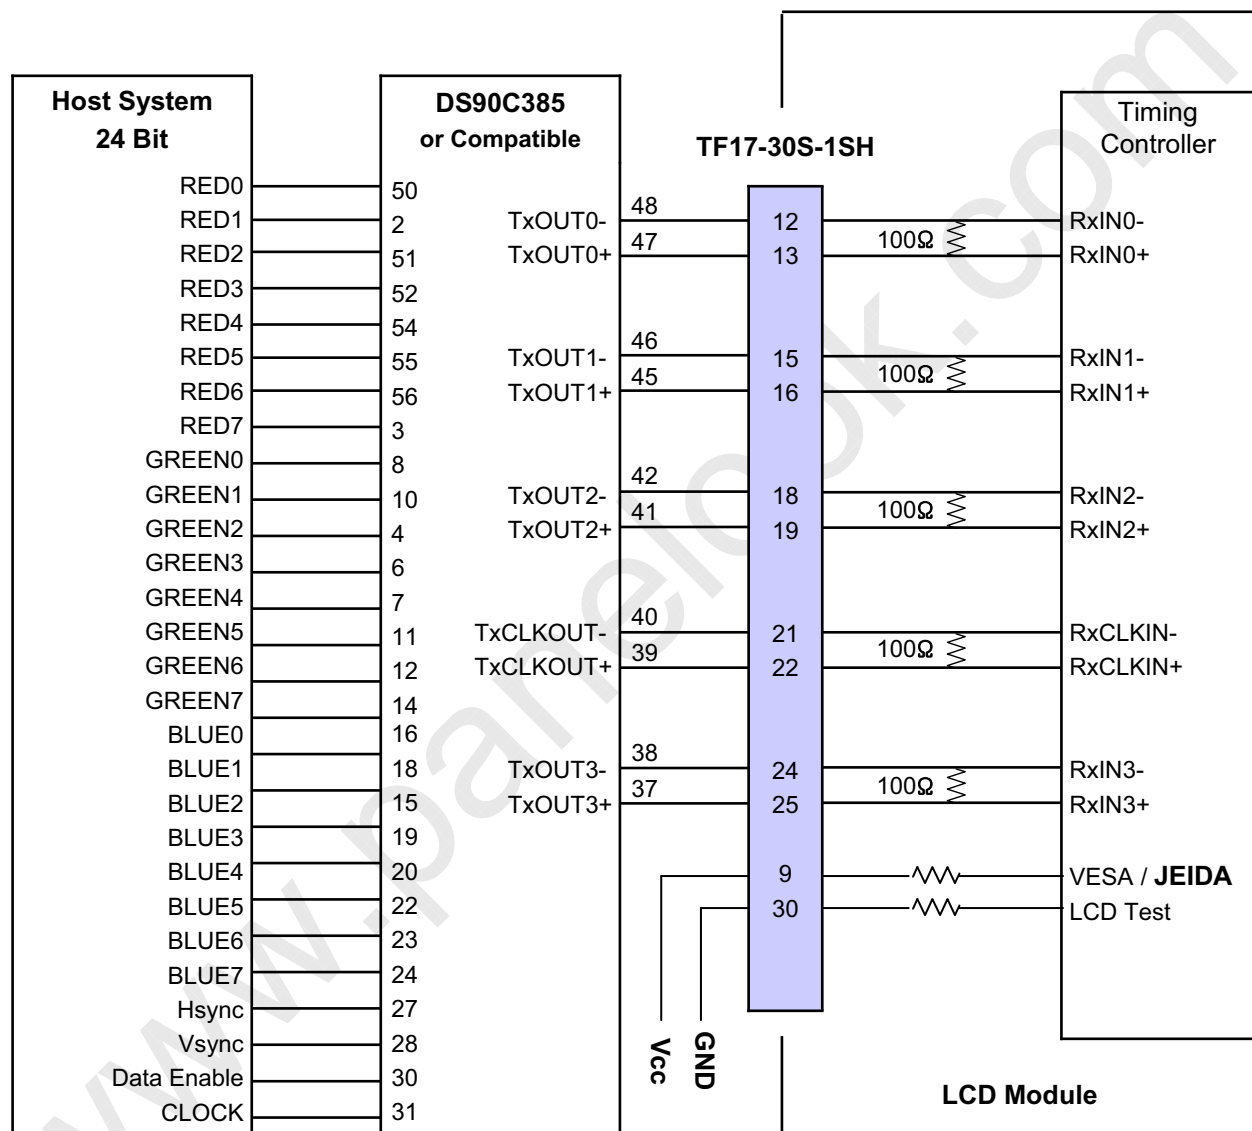 Host System
24 Bit
RED0
RED1
RED2
RED3
RED4
RED5
RED6
RED7
GREEN0
GREEN1
GREEN2
GREEN3
GREEN4
GREEN5
GREEN6
GREEN7
BLUE0
BLUE1
BLUE2
BLUE3
BLUE4
BLUE5
BLUE6
BLUE7
Hsync
Vsync
Data Enable
CLOCK
DS90C385
or Compatible
50
2
51
52
54
55
56
3
8
10
4
6
7
11
12
14
16
18
15
19
20
22
23
24
27
28
30
31
TxOUT0- 48
TxOUT0+ 47
TxOUT1- 46
TxOUT1+ 45
TxOUT2- 42
TxOUT2+ 41
TxCLKOUT- 40
TxCLKOUT+ 39
TxOUT3- 38
TxOUT3+ 37
Vcc
GND
TF17-30S-1SH
12
13
15
16
18
19
21
22
24
25
9
30
100Ω
100Ω
100Ω
100Ω
100Ω
Timing
Controller
RxIN0-
RxIN0+
RxIN1-
RxIN1+
RxIN2-
RxIN2+
RxCLKIN-
RxCLKIN+
RxIN3-
RxIN3+
VESA / JEIDA
LCD Test
LCD Module
www.panelook.com